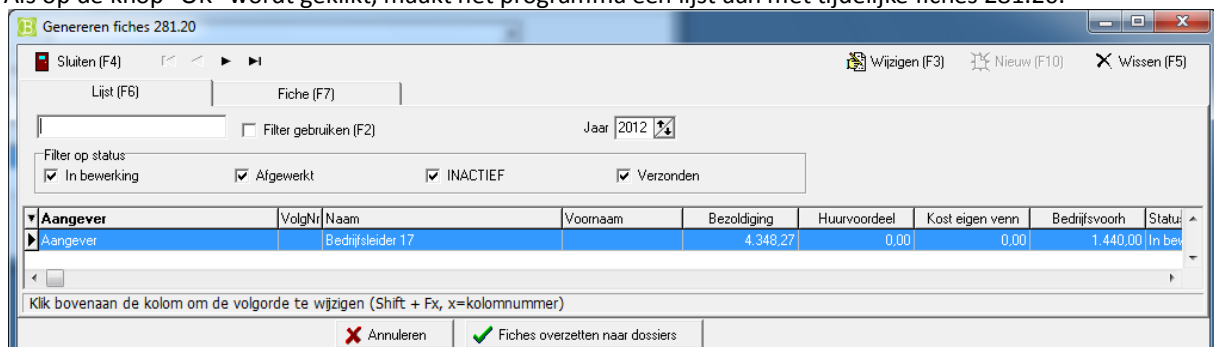 Als op de knop "OK" wordt geklikt, maakt het programma een lijst aan met tijdelijke fiches 281.20.
Genereren fiches 281.20
Sluiten (F4) Wijzigen (F3) Nieuw (F10) Wissen (F5)
Lijst (F6) Fiche (F7)
Filter gebruiken (F2) Jaar 2012
Filter op status
In bewerking Afgewerkt INACTIEF Verzonden
Aangever VolgNr Naam Voornaam Bezoldiging Huurvoordeel Kost eigen venn Bedrijfsvoorh Status
Aangever Bedrijfsleider 17 4.348,27 0,00 0,00 1.440,00 In bew
Klik bovenaan de kolom om de volgorde te wijzigen (Shift + Fx, x=kolomnummer)
Annuleren Fiches overzetten naar dossiers